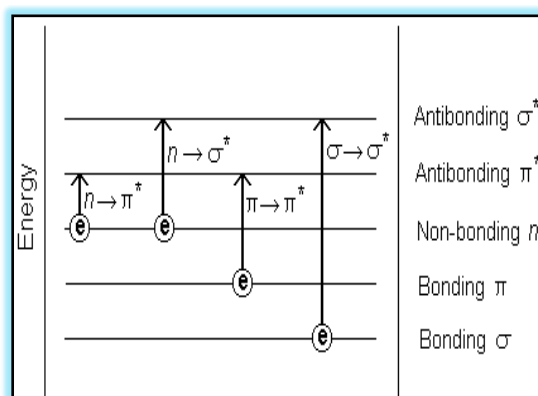 Energy
n→π*
n→σ*
π→π*
σ→σ*
e
e
e
e
Antibonding σ*
Antibonding π*
Non-bonding n
Bonding π
Bonding σ